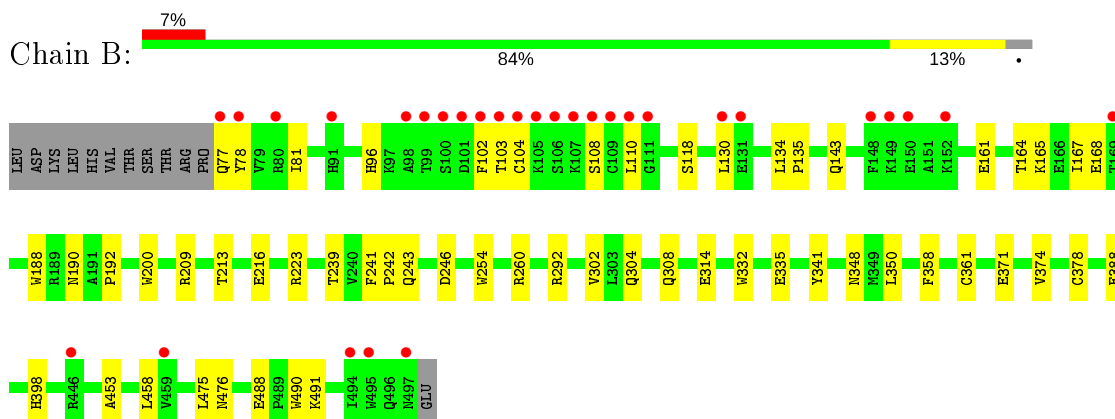 7%
Chain B:
84% 13% •
LEU ASP LYS LEU HIS VAL THR SER THR ARG PRO Q77 Y78 V79 R80 I81 H91 H96 K97 A98 T99 S100 D101 F102 T103 C104 K105 S106 K107 S108 C109 L110 G111 S118 L130 E131 L134 P135 Q143 F148 K149 E150 A151 K152 E161 T164 K165 E166 I167 E168 T169
W188 R189 N190 A191 P192 W200 R209 T213 E216 R223 T239 V240 F241 P242 Q243 D246 W254 R260 R292 V302 L303 Q304 Q308 E314 W332 E335 Y341 N348 M349 L350 F358 C361 E371 V374 C378
H398 R446 A453 L458 V459 L475 N476 E488 P489 W490 K491 I494 W495 Q496 N497 GLU